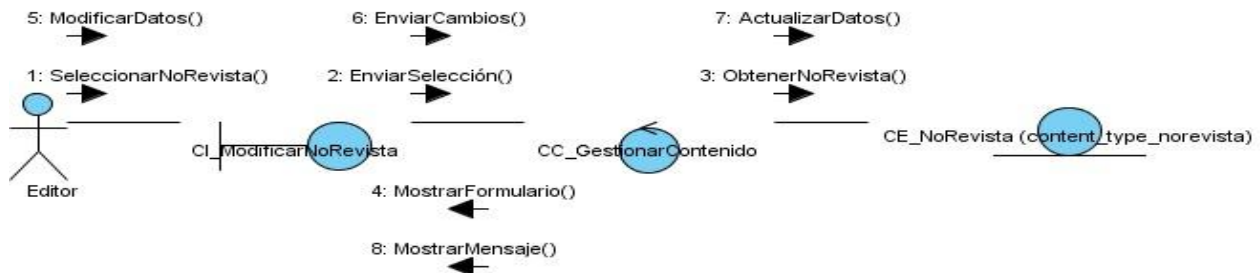 5: ModificarDatos()
6: EnviarCambios()
7: ActualizarDatos()
1: SeleccionarNoRevista()
2: EnviarSelección()
3: ObtenerNoRevista()
CI_ModificarNoRevista
CC_GestionarContenido
CE_NoRevista (content_type_norevista)
Editor
4: MostrarFormulario()
8: MostrarMensaje()